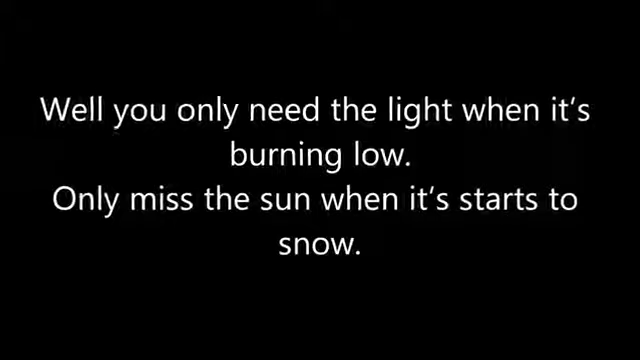 Well you only need the light when it’s
burning low.
Only miss the sun when it’s starts to
snow.